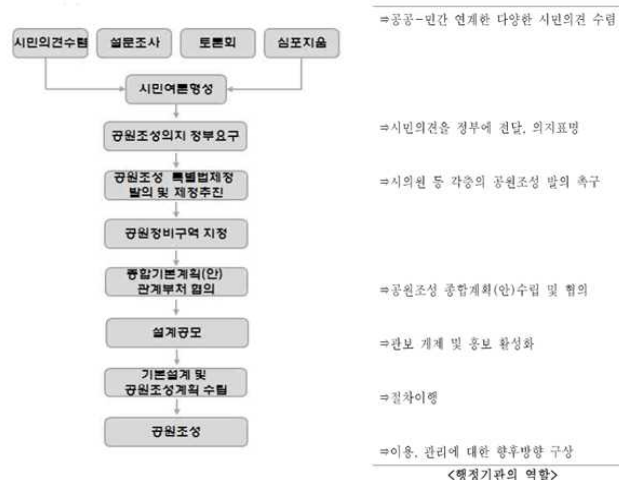 시민의견수렴
설문조사
토론회
심포지움
시민여론형성
공원조성의지 정부요구
공원조성 특별법제정
발의 및 제정추진
공원정비구역 지정
종합기본계획(안)
관계부처 협의
설계공모
기본설계 및
공원조성계획 수립
공원조성
⇒공공-민간 연계한 다양한 시민의견 수렴
⇒시민의견을 정부에 전달, 의지표명
⇒시의원 등 각층의 공원조성 발의 촉구
⇒공원조성 종합계획(안)수립 및 협의
⇒관보 게제 및 홍보 활성화
⇒절차이행
⇒이용, 관리에 대한 향후방향 구상
<행정기관의 역할>